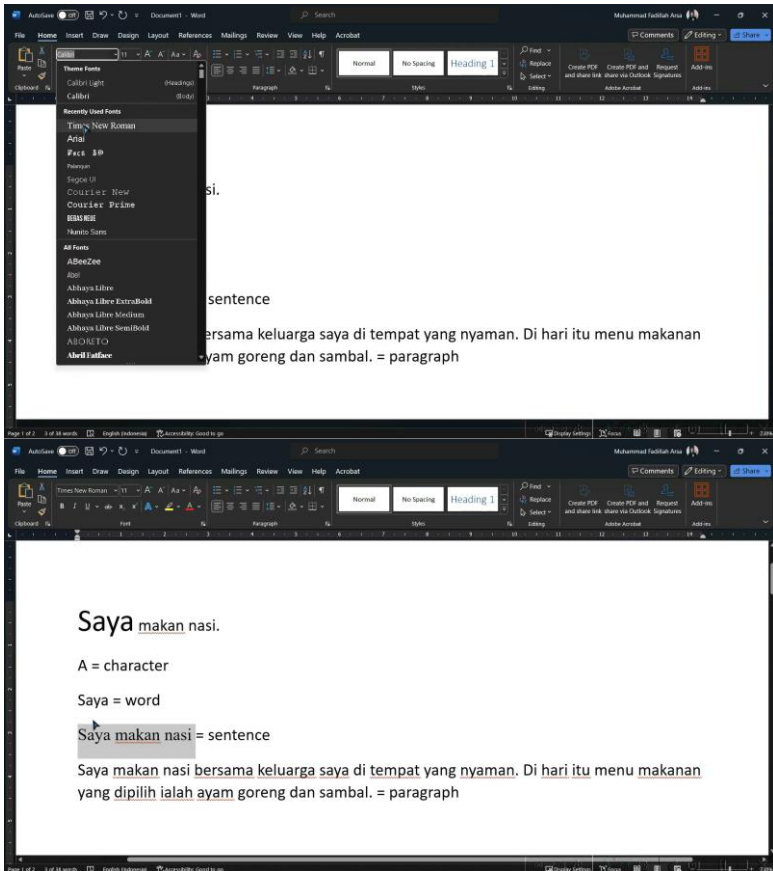 AutoSave Off Document1 - Word Search Muhammad Fadillah Arsa
File Home Insert Draw Design Layout References Mailings Review View Help Acrobat Comments Editing Share
Paste Calibri 11 A A Aa Find
Replace
Select
Normal No Spacing Heading 1
Create PDF and share link Create PDF and share via Outlook Request Signatures Add-ins
Clipboard Paragraph Styles Editing Adobe Acrobat Add-ins
Theme Fonts
Calibri Light (Headings)
Calibri (Body)
Recently Used Fonts
Times New Roman
Arial
Palanquin
Segoe UI
Courier New
Courier Prime
BEBAS NEUE
Nunito Sans
All Fonts
ABeeZee
Abel
Abhaya Libre
Abhaya Libre ExtraBold
Abhaya Libre Medium
Abhaya Libre SemiBold
ABORETO
Abril Fatface
si.
sentence
ersama keluarga saya di tempat yang nyaman. Di hari itu menu makanan
yam goreng dan sambal. = paragraph
Page 1 of 2 3 of 38 words English (Indonesia) Accessibility: Good to go Display Settings Focus
AutoSave Off Document1 - Word Search Muhammad Fadillah Arsa
File Home Insert Draw Design Layout References Mailings Review View Help Acrobat Comments Editing Share
Paste Times New Roman 11 A A Aa Find
Replace
Select
B I U ab x x A A
Normal No Spacing Heading 1
Create PDF and share link Create PDF and share via Outlook Request Signatures Add-ins
Clipboard Font Paragraph Styles Editing Adobe Acrobat Add-ins
Saya makan nasi.
A = character
Saya = word
Saya makan nasi = sentence
Saya makan nasi bersama keluarga saya di tempat yang nyaman. Di hari itu menu makanan
yang dipilih ialah ayam goreng dan sambal. = paragraph
Page 1 of 2 3 of 38 words English (Indonesia) Accessibility: Good to go Display Settings Focus